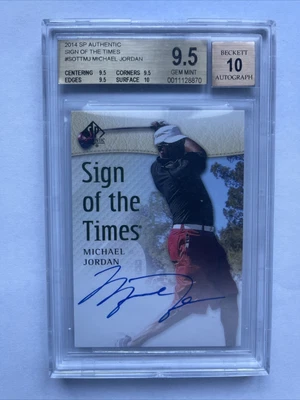 2014 SP AUTHENTIC
SIGN OF THE TIMES
#SOTTMJ MICHAEL JORDAN
CENTERING 9.5 CORNERS 9.5
EDGES 9.5 SURFACE 10
9.5
GEM MINT
0011128870
BECKETT
10
AUTOGRAPH
Sign
of the
Times
MICHAEL
JORDAN